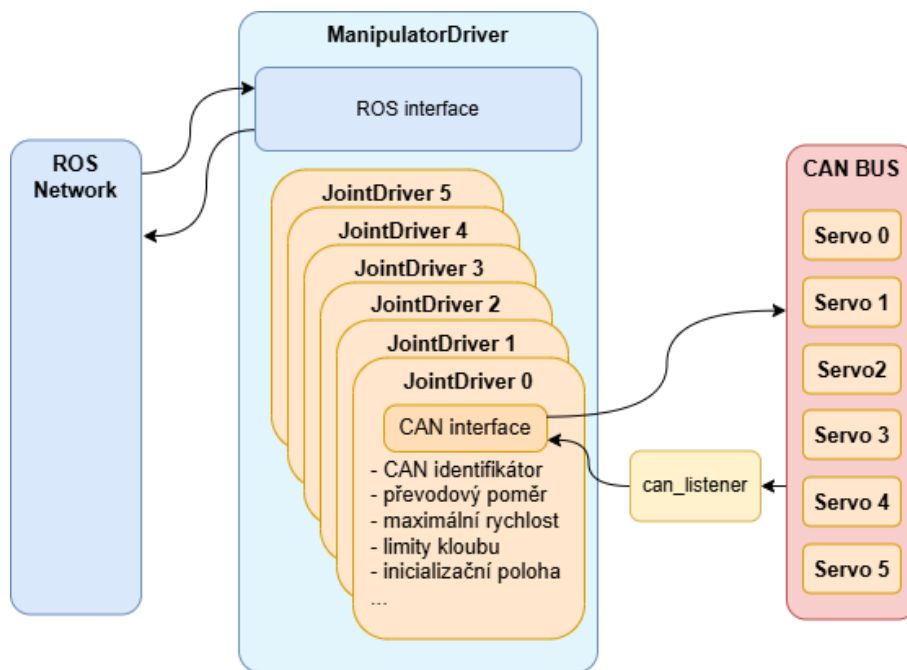 ManipulatorDriver
ROS interface
ROS
Network
JointDriver 5
JointDriver 4
JointDriver 3
JointDriver 2
JointDriver 1
JointDriver 0
CAN interface
- CAN identifikátor
- převodový poměr
- maximální rychlost
- limity kloubu
- inicializační poloha
...
can_listener
CAN BUS
Servo 0
Servo 1
Servo2
Servo 3
Servo 4
Servo 5